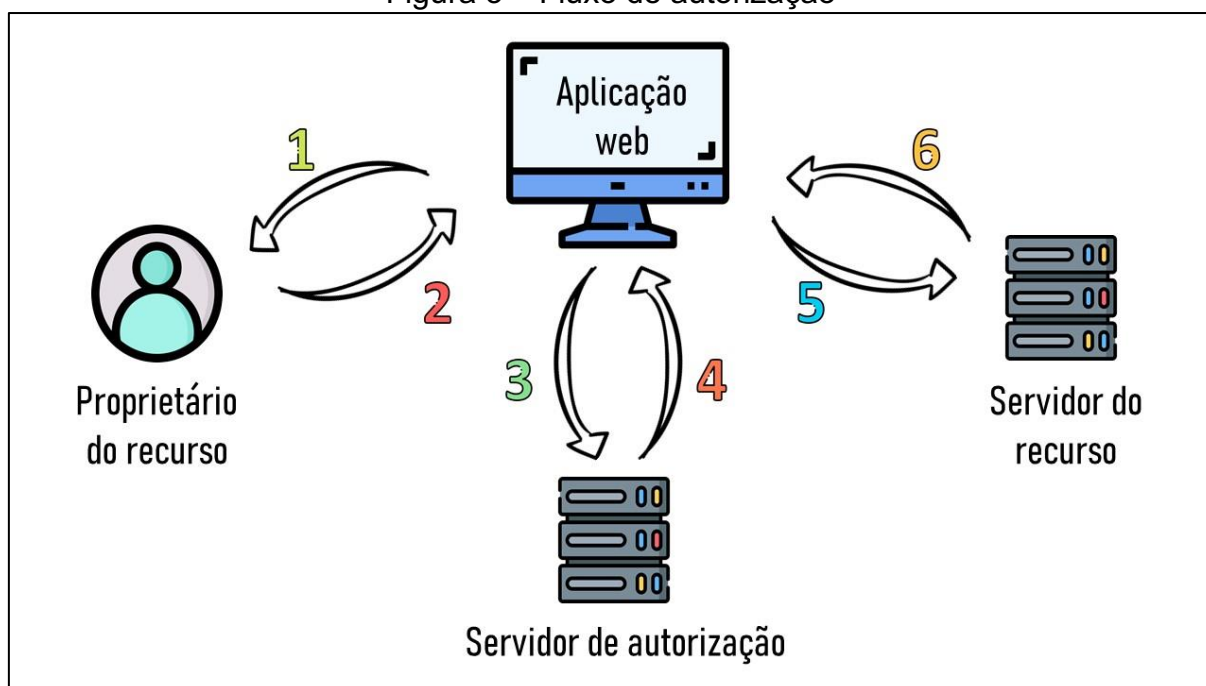 Aplicação
web
1
6
2
5
3
4
Proprietário
do recurso
Servidor do
recurso
Servidor de autorização